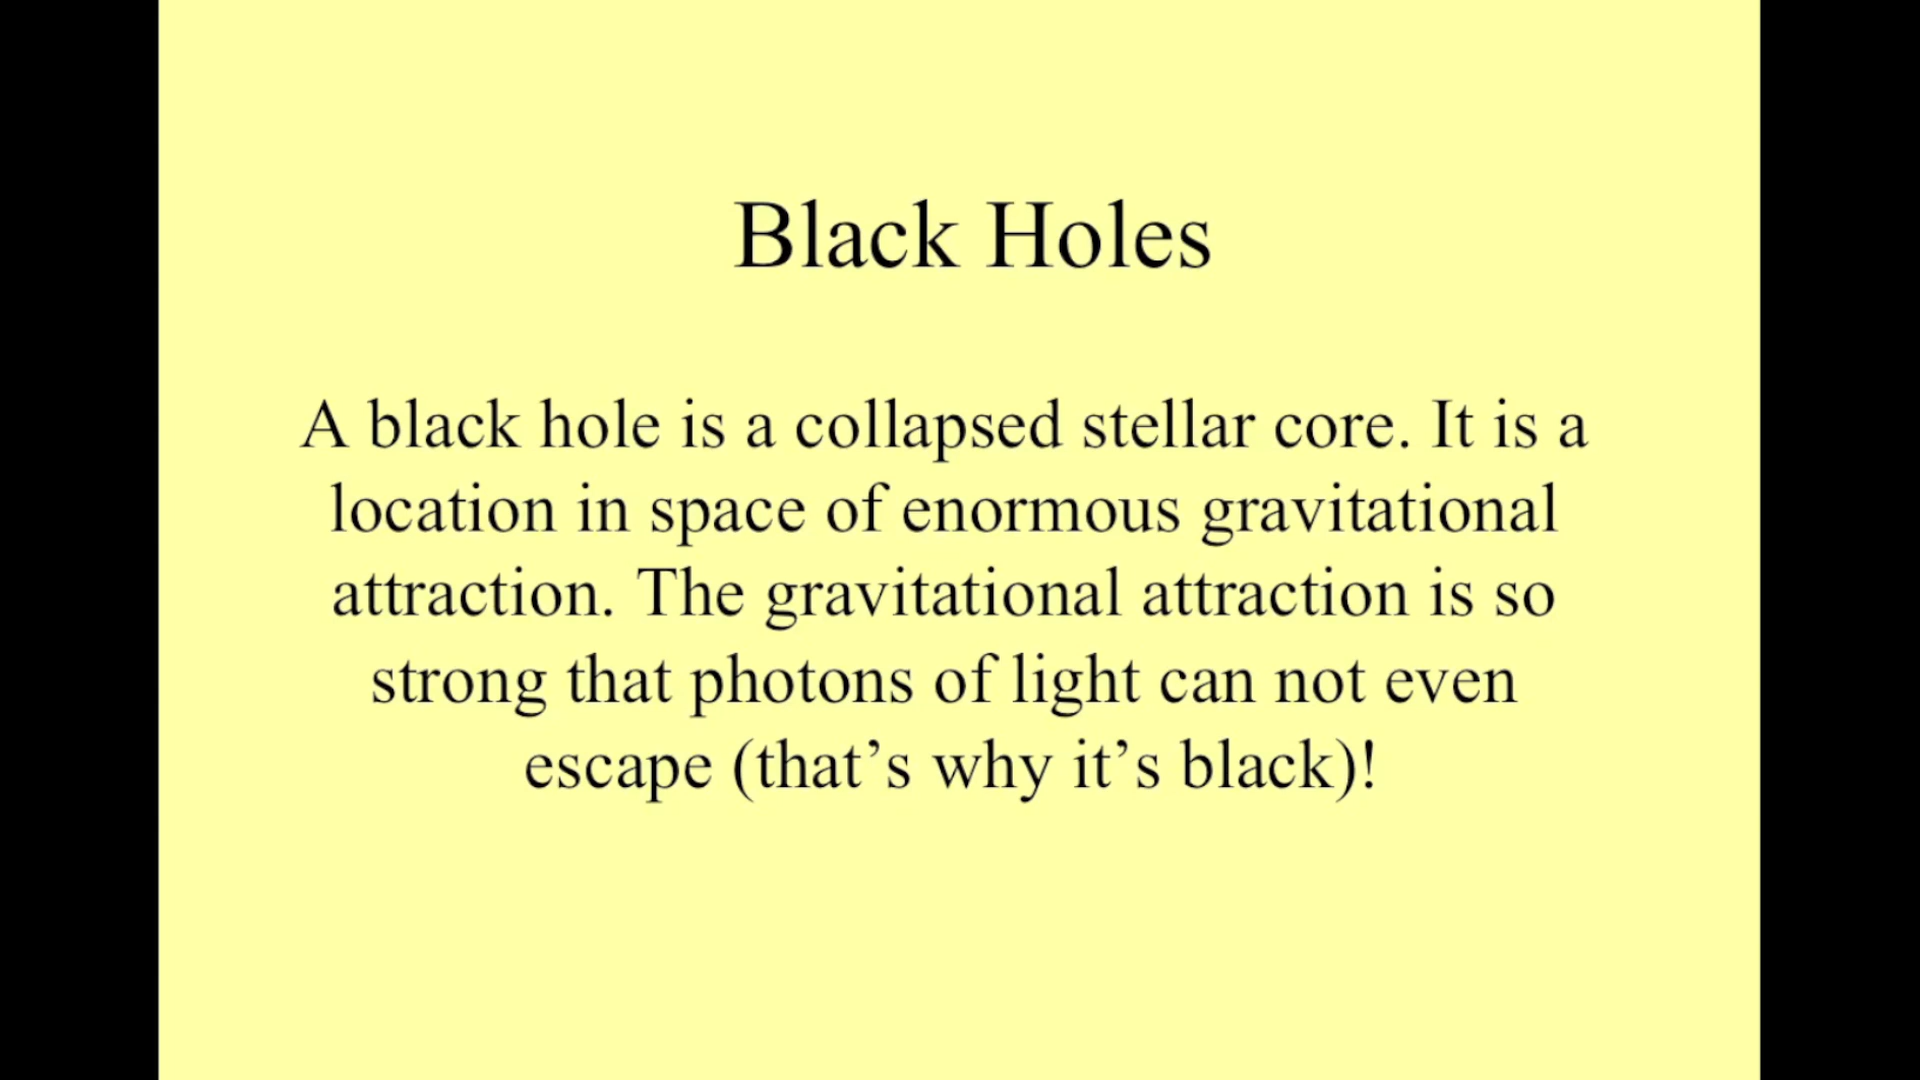 Black Holes
A black hole is a collapsed stellar core. It is a
location in space of enormous gravitational
attraction. The gravitational attraction is so
strong that photons of light can not even
escape (that’s why it’s black)!